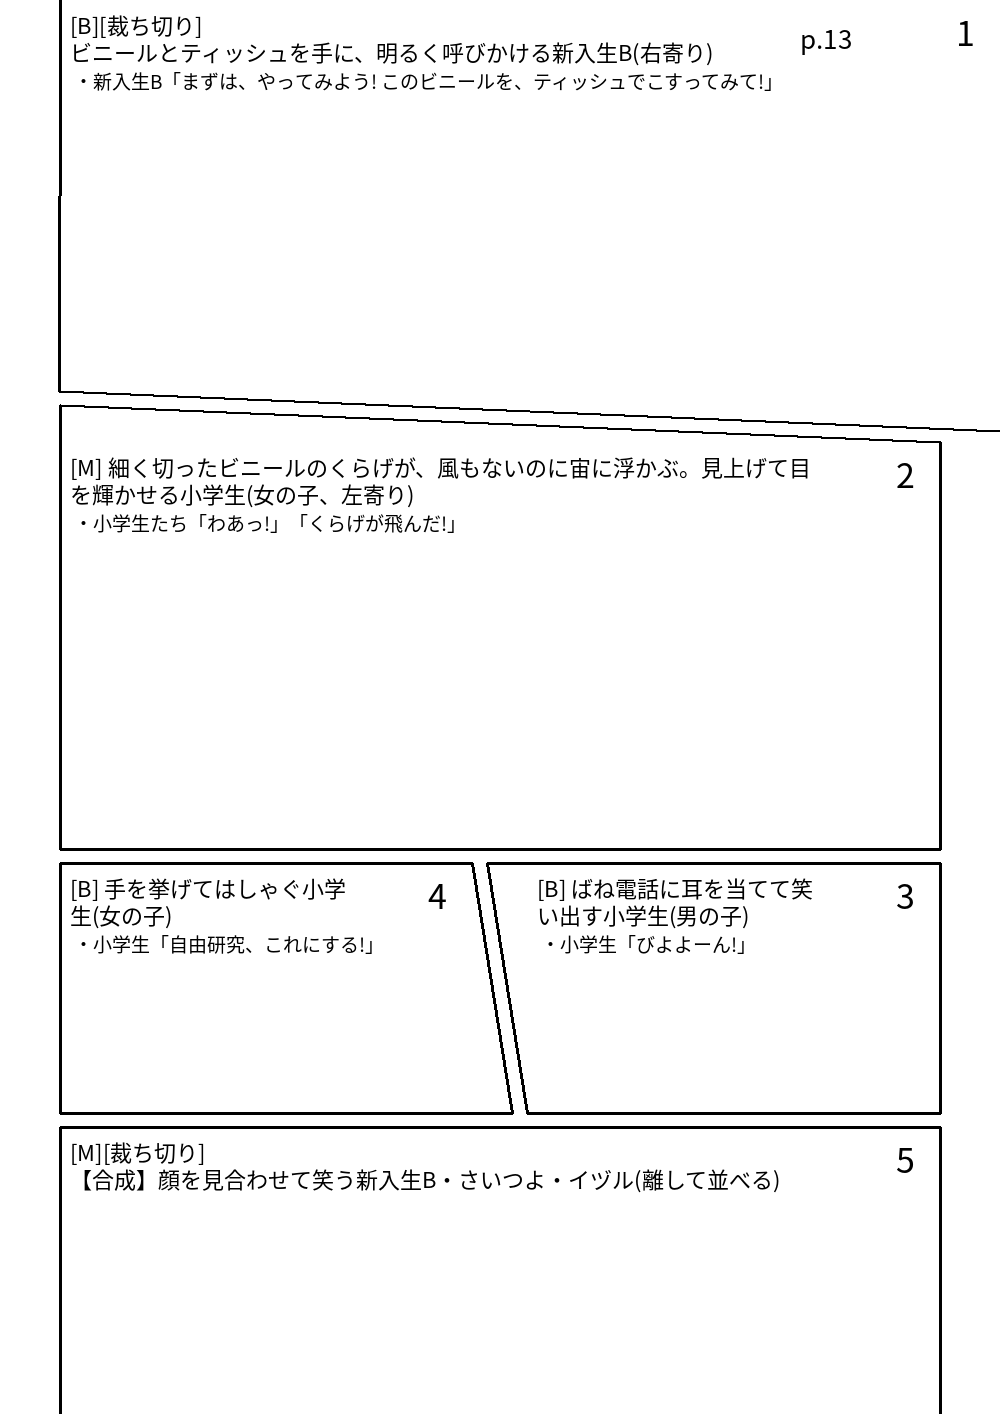 p.13
1
[B][裁ち切り]
ビニールとティッシュを手に、明るく呼びかける新入生B(右寄り)
・新入生B「まずは、やってみよう! このビニールを、ティッシュでこすってみて!」
2
[M] 細く切ったビニールのくらげが、風もないのに宙に浮かぶ。見上げて目
を輝かせる小学生(女の子、左寄り)
・小学生たち「わあっ!」「くらげが飛んだ!」
3
[B] ばね電話に耳を当てて笑
い出す小学生(男の子)
・小学生「びよよーん!」
4
[B] 手を挙げてはしゃぐ小学
生(女の子)
・小学生「自由研究、これにする!」
5
[M][裁ち切り]
【合成】顔を見合わせて笑う新入生B・さいつよ・イヅル(離して並べる)